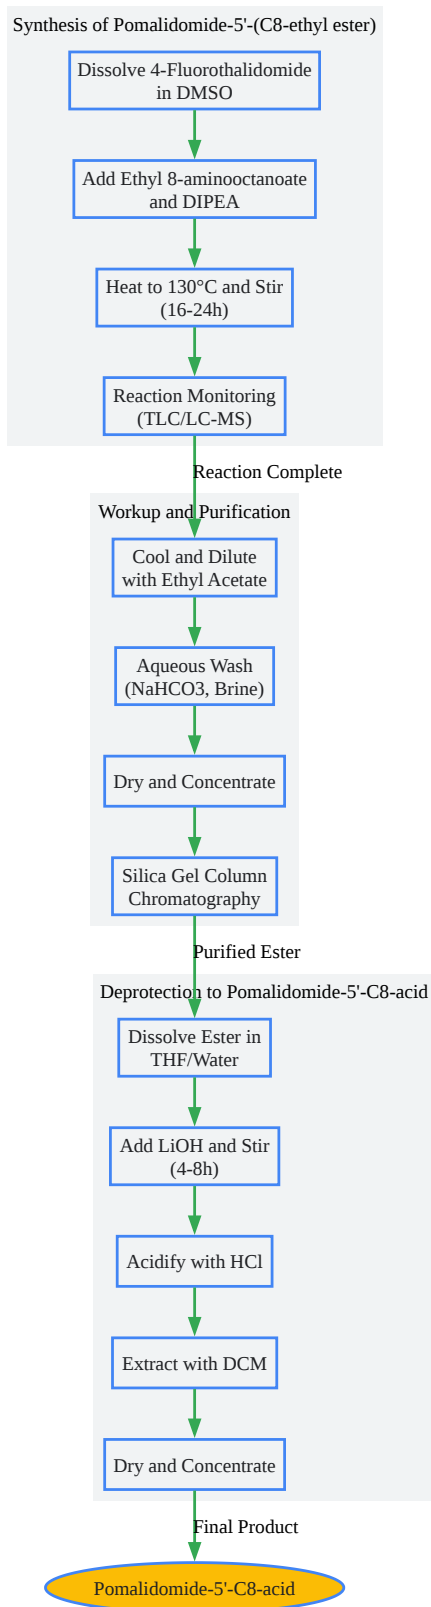 Synthesis of Pomalidomide-5'-(C8-ethyl ester)
Dissolve 4-Fluorothalidomide
in DMSO
Add Ethyl 8-aminooctanoate
and DIPEA
Heat to 130°C and Stir
(16-24h)
Reaction Monitoring
(TLC/LC-MS)
Reaction Complete
Workup and Purification
Cool and Dilute
with Ethyl Acetate
Aqueous Wash
(NaHCO3, Brine)
Dry and Concentrate
Silica Gel Column
Chromatography
Purified Ester
Deprotection to Pomalidomide-5'-C8-acid
Dissolve Ester in
THF/Water
Add LiOH and Stir
(4-8h)
Acidify with HCl
Extract with DCM
Dry and Concentrate
Final Product
Pomalidomide-5'-C8-acid